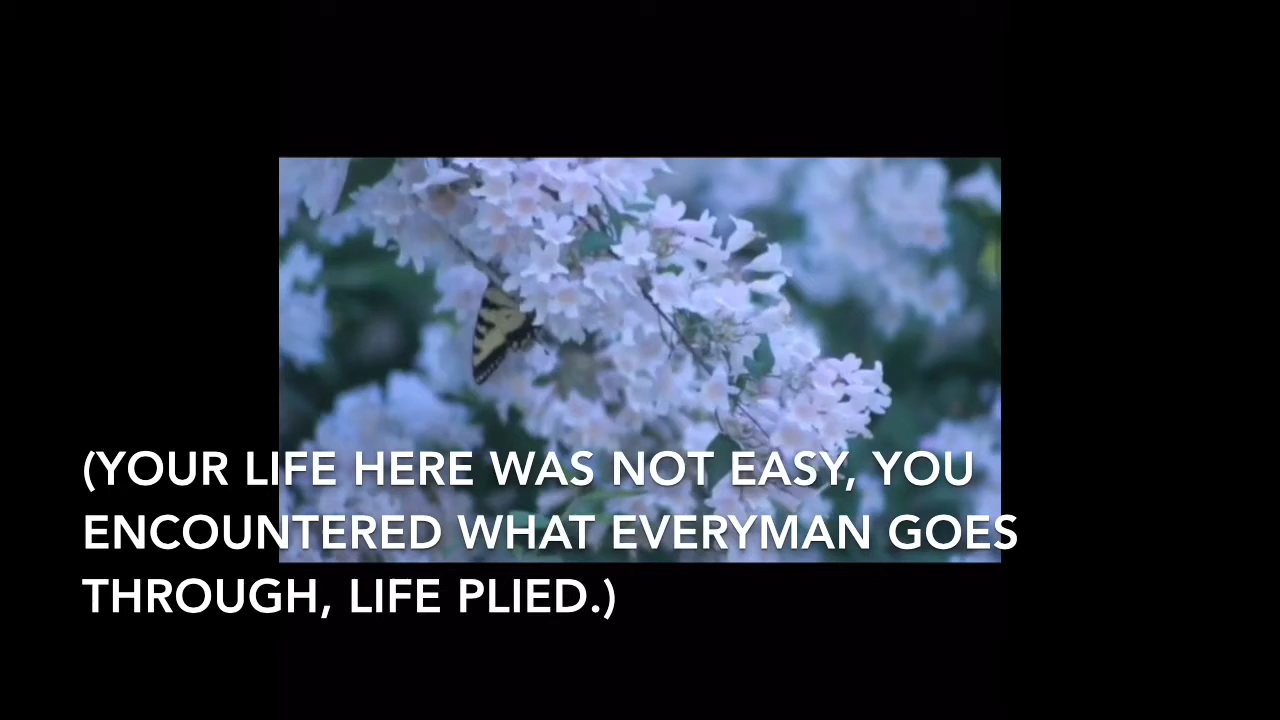 (YOUR LIFE HERE WAS NOT EASY, YOU
ENCOUNTERED WHAT EVERYMAN GOES
THROUGH, LIFE PLIED.)